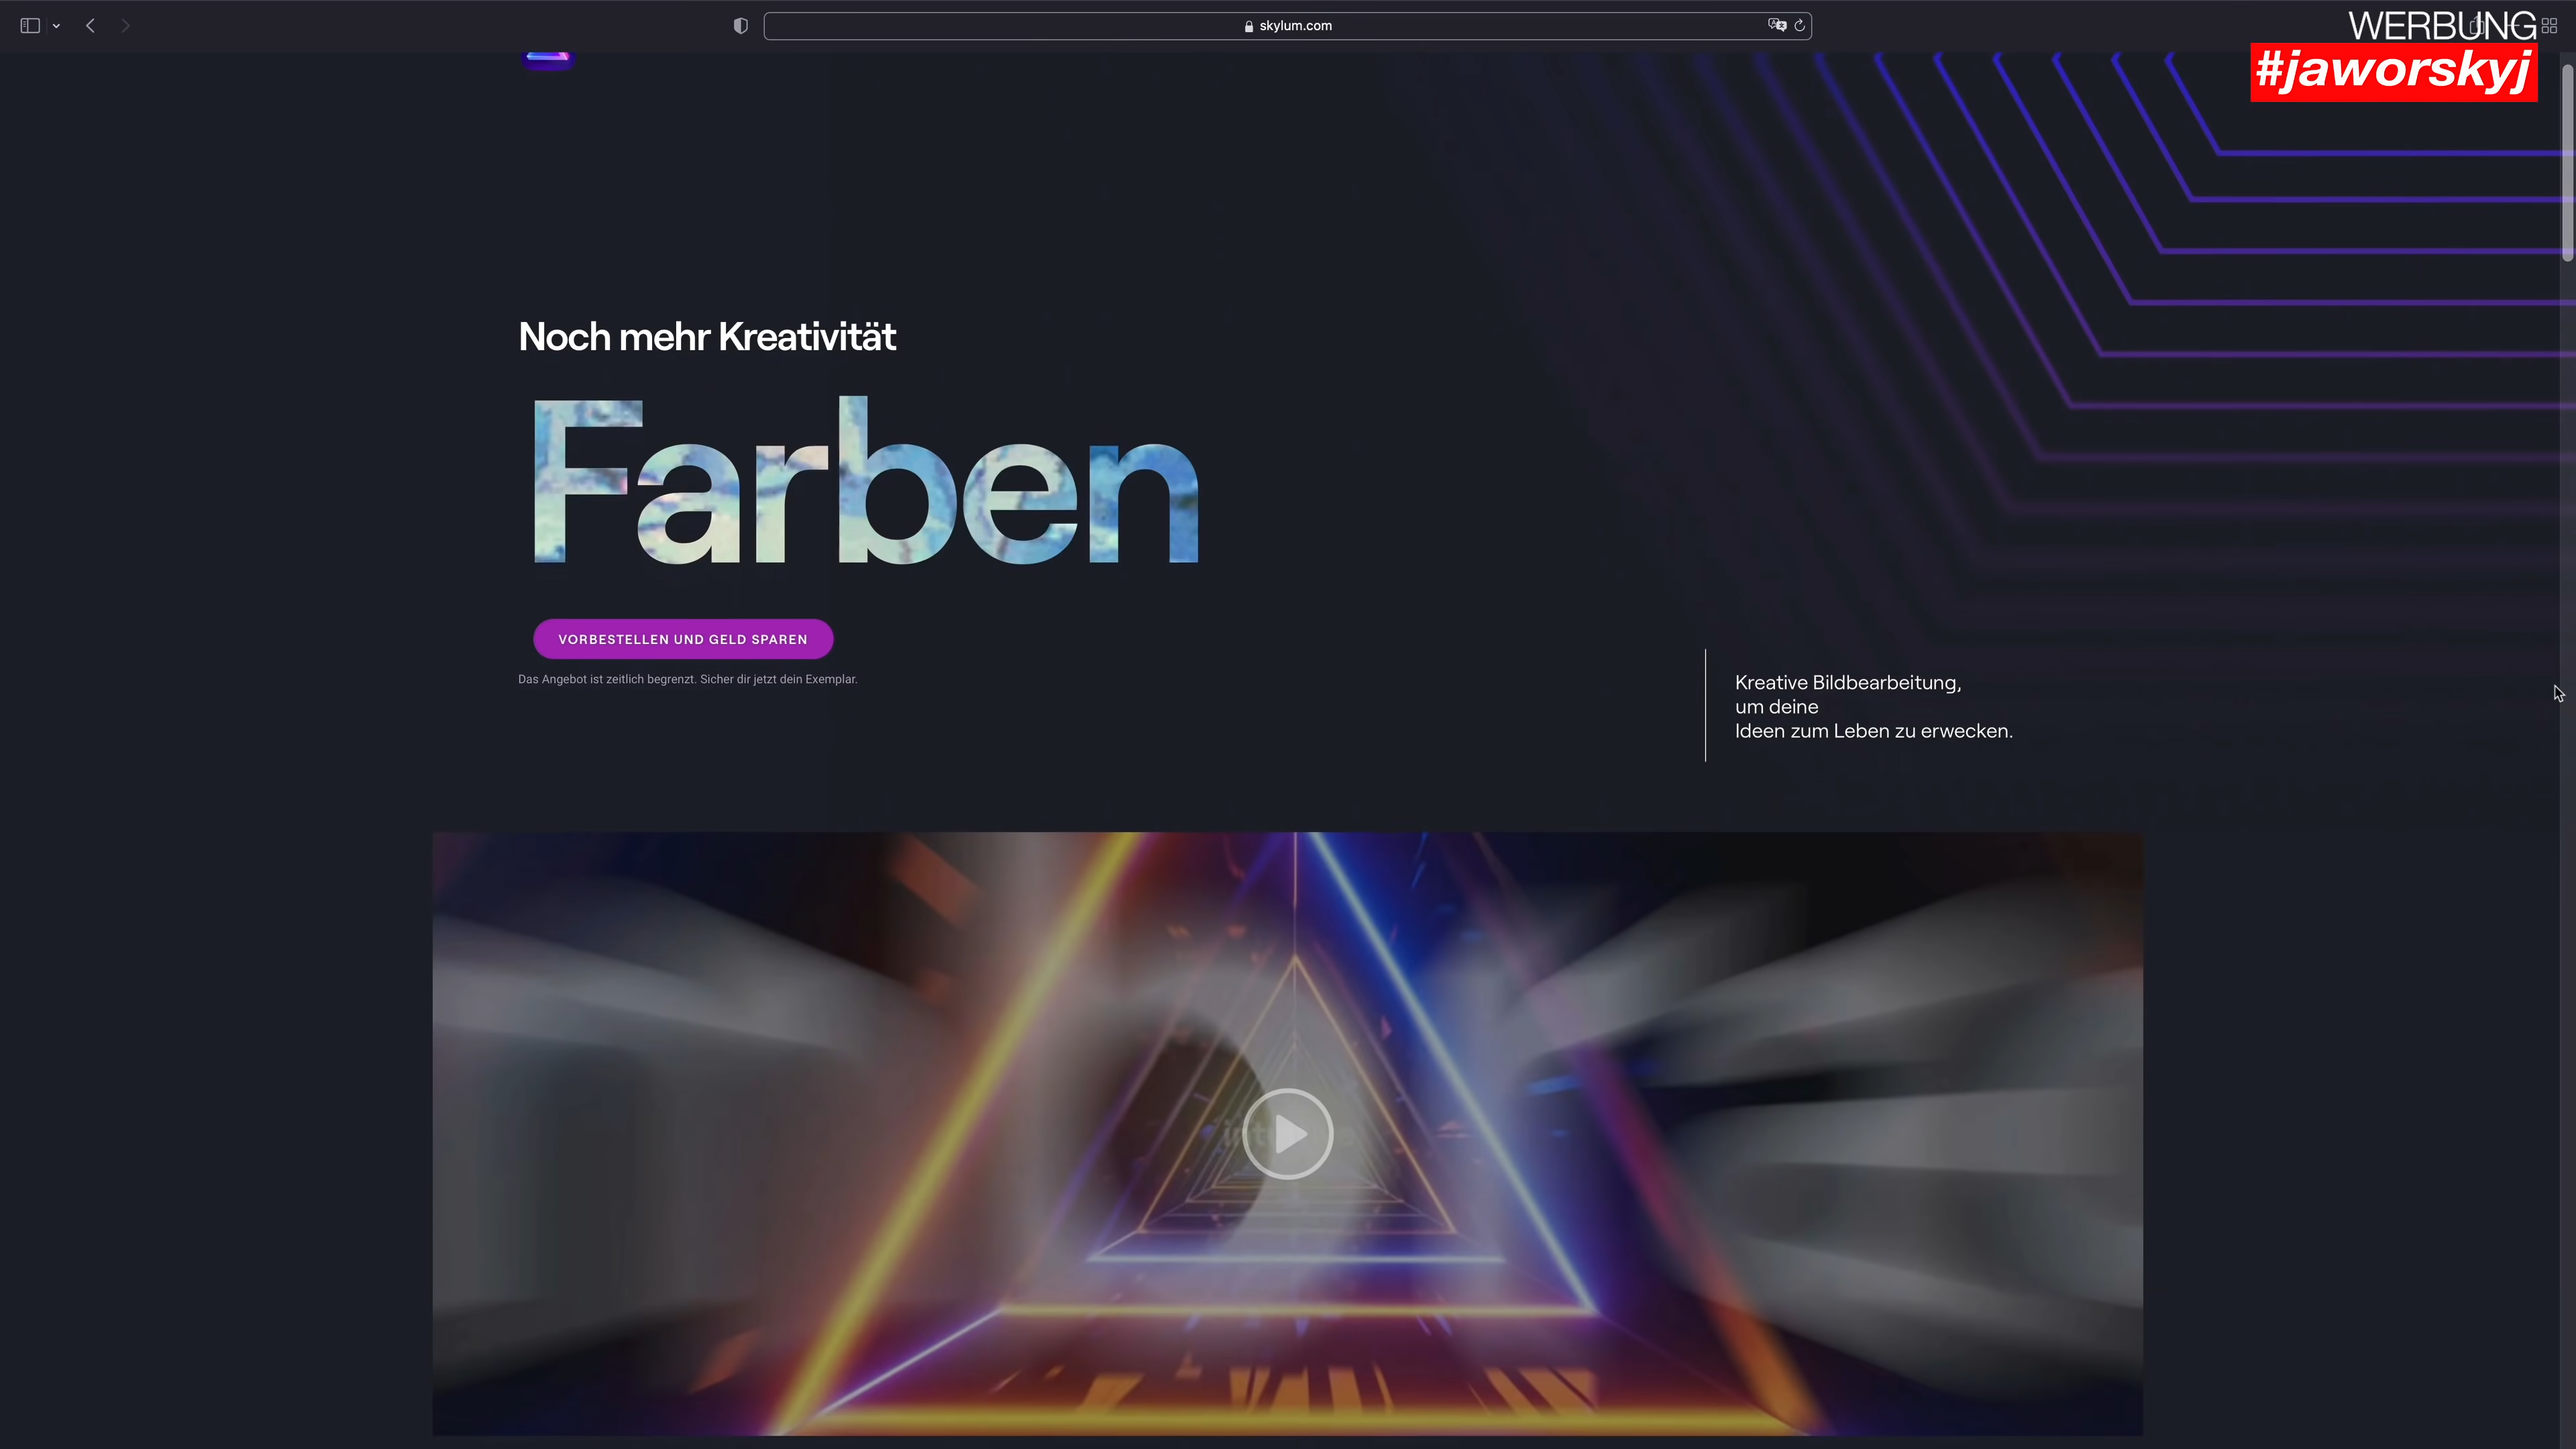 skylum.com
WERBUNG
#jaworskyj
Noch mehr Kreativität
Farben
VORBESTELLEN UND GELD SPAREN
Das Angebot ist zeitlich begrenzt. Sicher dir jetzt dein Exemplar.
Kreative Bildbearbeitung,
um deine
Ideen zum Leben zu erwecken.